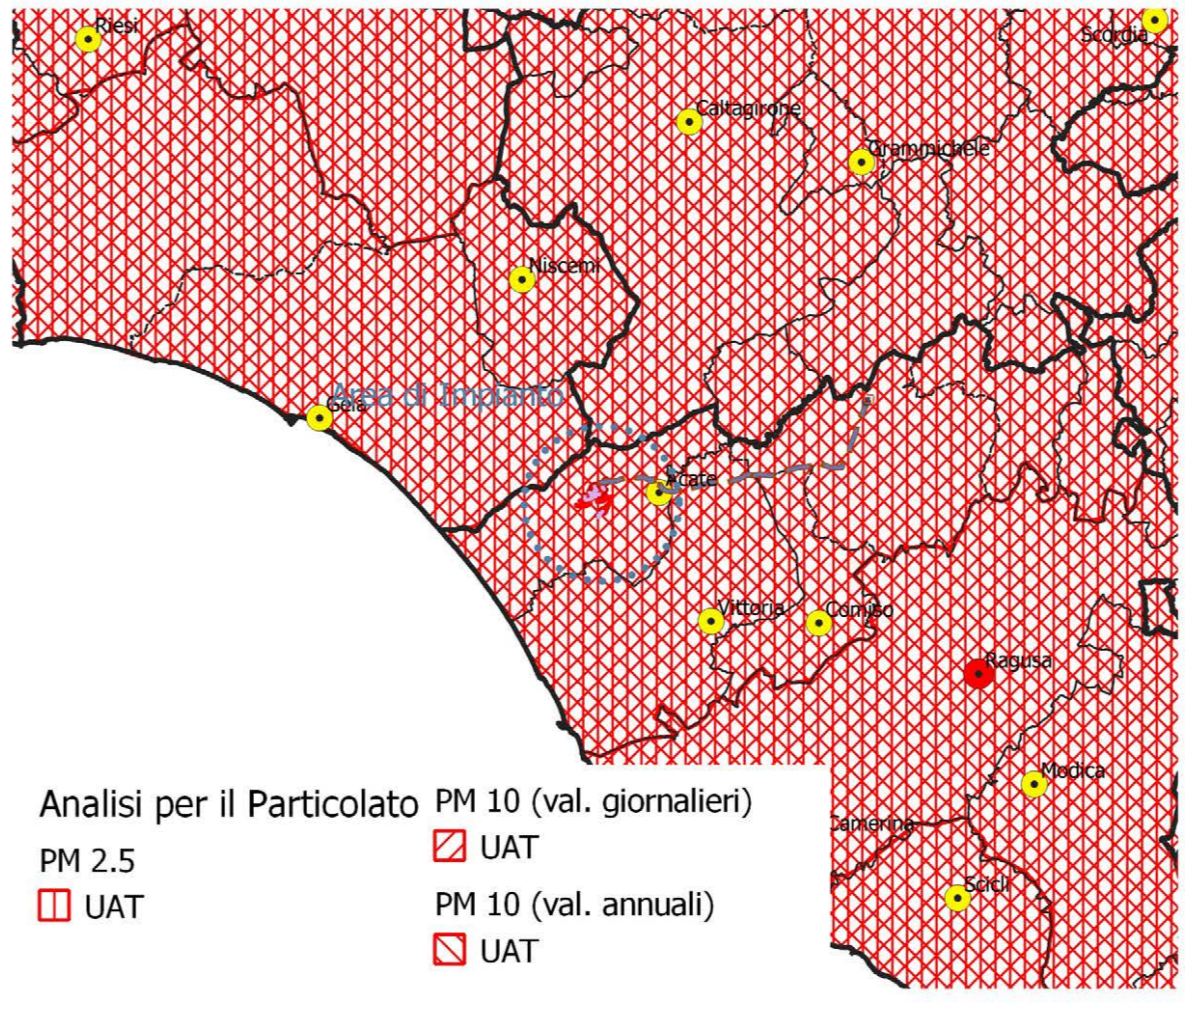 Riesi
Scordia
Caltagirone
Grammichele
Niscemi
Area di Impianto
Gela
Acate
Vittoria
Comiso
Ragusa
Modica
Camerina
Scicli
Analisi per il Particolato
PM 2.5
UAT
PM 10 (val. giornalieri)
UAT
PM 10 (val. annuali)
UAT